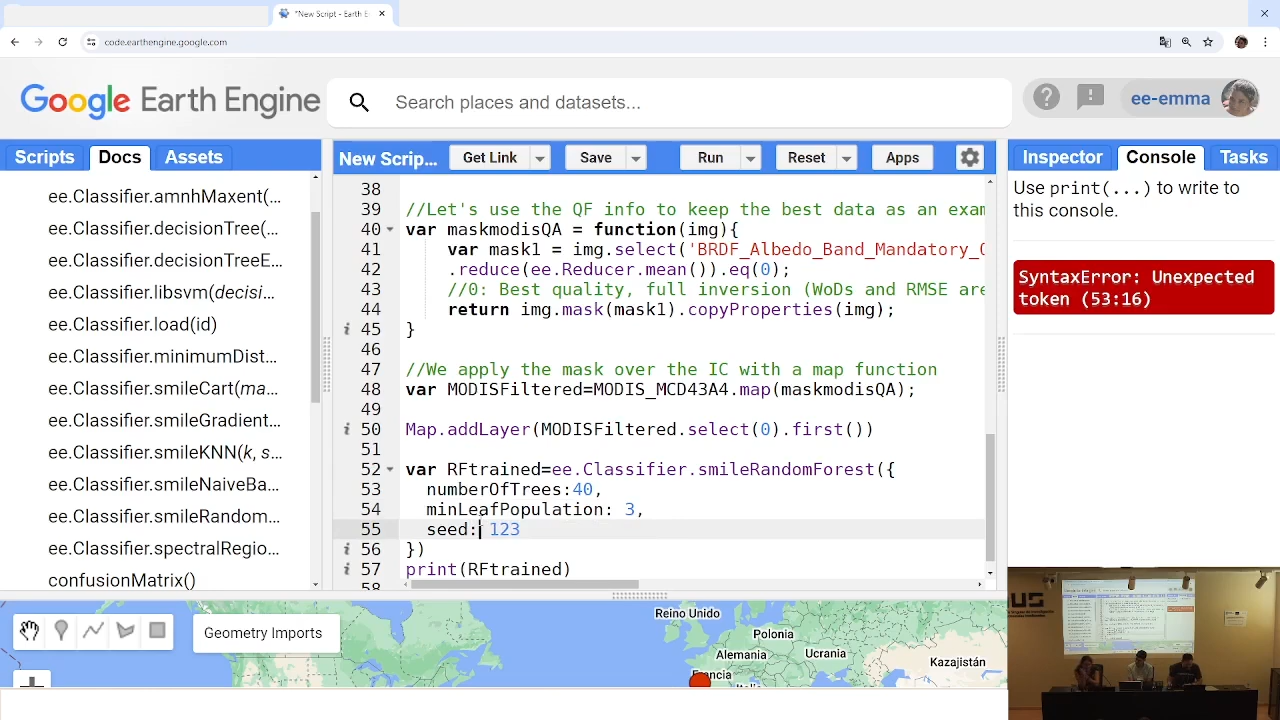 *New Script - Earth E
code.earthengine.google.com
Google Earth Engine
Search places and datasets...
ee-emma
Scripts
Docs
Assets
New Scrip...
Get Link
Save
Run
Reset
Apps
Inspector
Console
Tasks
ee.Classifier.amnhMaxent(...
ee.Classifier.decisionTree(...
ee.Classifier.decisionTreeE...
ee.Classifier.libsvm(decisi...
ee.Classifier.load(id)
ee.Classifier.minimumDist...
ee.Classifier.smileCart(ma...
ee.Classifier.smileGradient...
ee.Classifier.smileKNN(k, s...
ee.Classifier.smileNaiveBa...
ee.Classifier.smileRandom...
ee.Classifier.spectralRegio...
confusionMatrix()
38
39 //Let's use the QF info to keep the best data as an exam
40 var maskmodisQA = function(img){
41 var mask1 = img.select('BRDF_Albedo_Band_Mandatory_Q
42 .reduce(ee.Reducer.mean()).eq(0);
43 //0: Best quality, full inversion (WoDs and RMSE are
44 return img.mask(mask1).copyProperties(img);
45 }
46
47 //We apply the mask over the IC with a map function
48 var MODISFiltered=MODIS_MCD43A4.map(maskmodisQA);
49
50 Map.addLayer(MODISFiltered.select(0).first())
51
52 var RFtrained=ee.Classifier.smileRandomForest({
53 numberOfTrees:40,
54 minLeafPopulation: 3,
55 seed: 123
56 })
57 print(RFtrained)
58
Use print(...) to write to
this console.
SyntaxError: Unexpected
token (53:16)
Geometry Imports
Reino Unido
Polonia
Alemania
Ucrania
Francia
Kazajistán